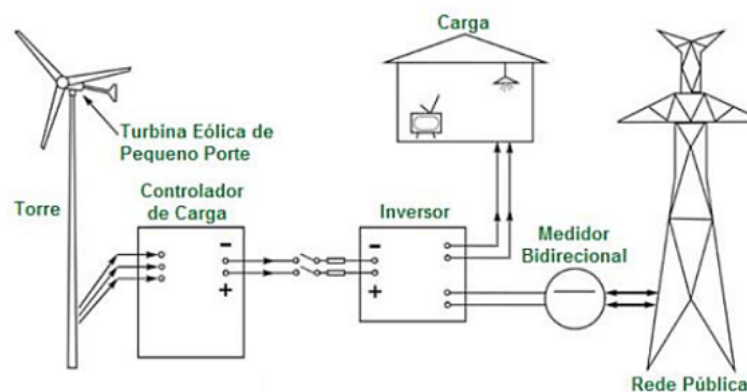 Carga
Turbina Eólica de
Pequeno Porte
Torre
Controlador
de Carga
Inversor
Medidor
Bidirecional
-
+
-
+
Rede Pública